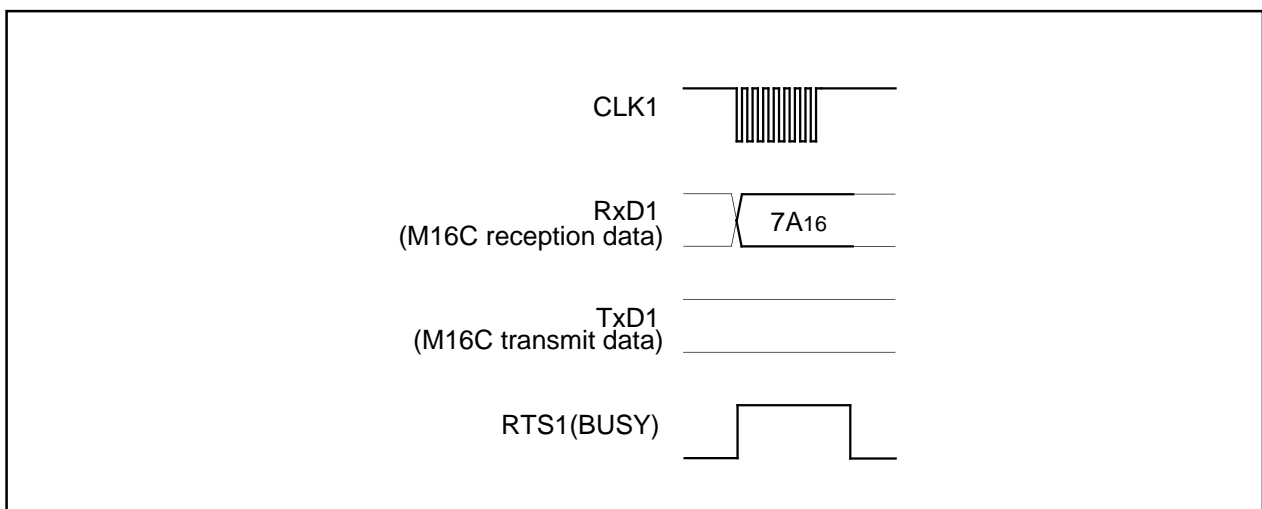 CLK1
RxD1
(M16C reception data)
7A16
TxD1
(M16C transmit data)
RTS1(BUSY)